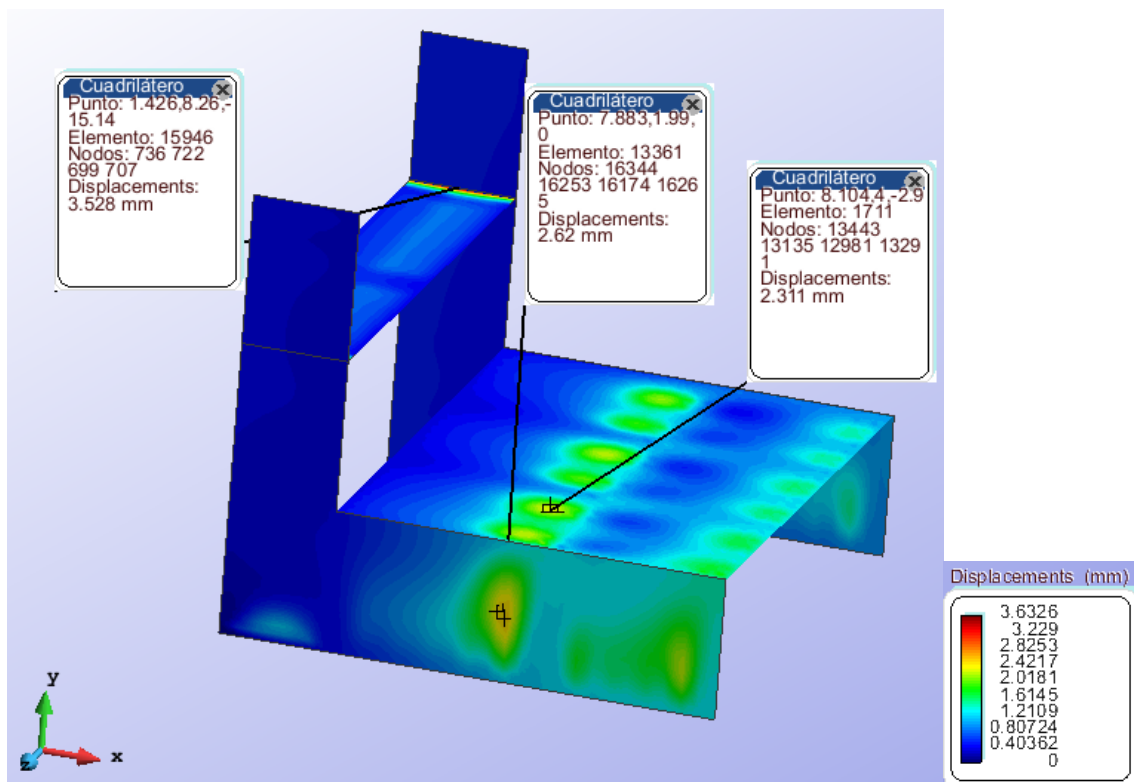 Cuadrilátero
Punto: 1.426,8.26,-
15.14
Elemento: 15946
Nodos: 736 722
699 707
Displacements:
3.528 mm
Cuadrilátero
Punto: 7.883,1.99,
0
Elemento: 13361
Nodos: 16344
16253 16174 1626
5
Displacements:
2.62 mm
Cuadrilátero
Punto: 8.104,4,-2.9
Elemento: 1711
Nodos: 13443
13135 12981 1329
1
Displacements:
2.311 mm
y
x
z
Displacements (mm)
3.6326
3.229
2.8253
2.4217
2.0181
1.6145
1.2109
0.80724
0.40362
0